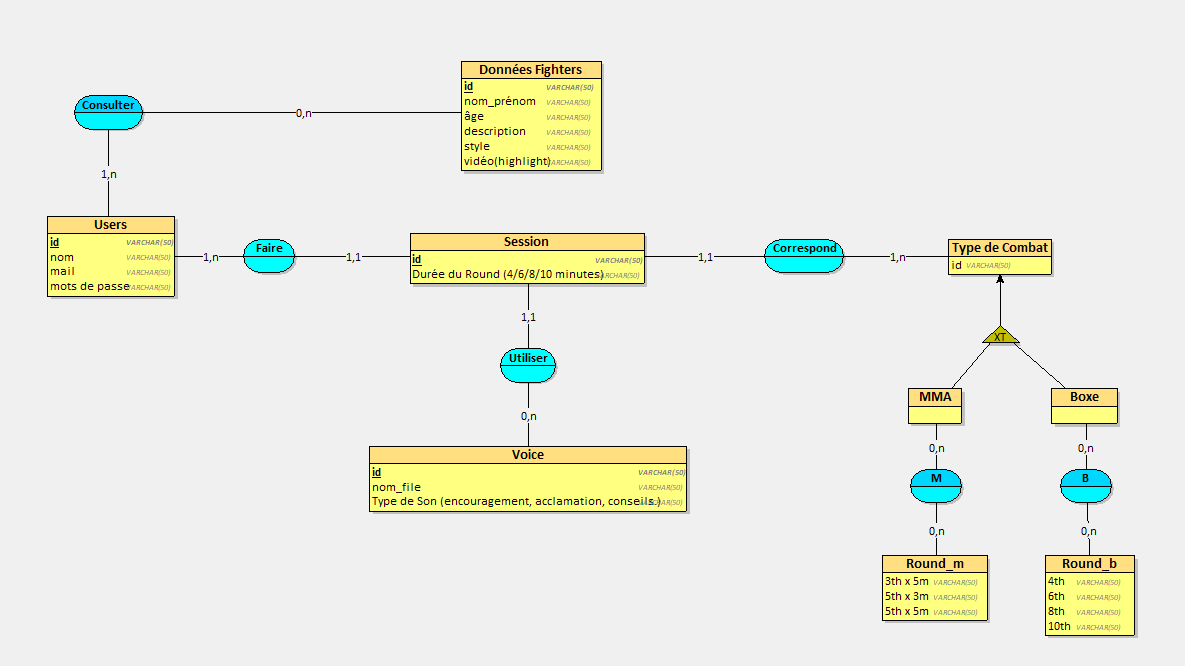 Données Fighters
id VARCHAR(50)
nom_prénom VARCHAR(50)
âge VARCHAR(50)
description VARCHAR(50)
style VARCHAR(50)
vidéo(highlight) VARCHAR(50)
Consulter
0,n
1,n
Users
id VARCHAR(50)
nom VARCHAR(50)
mail VARCHAR(50)
mots de passe VARCHAR(50)
1,n
Faire
1,1
Session
id VARCHAR(50)
Durée du Round (4/6/8/10 minutes) VARCHAR(50)
1,1
Correspond
1,n
Type de Combat
id VARCHAR(50)
1,1
Utiliser
0,n
Voice
id VARCHAR(50)
nom_file VARCHAR(50)
Type de Son (encouragement, acclamation, conseils.) VARCHAR(50)
XT
MMA
Boxe
0,n
0,n
M
B
0,n
0,n
Round_m
3th x 5m VARCHAR(50)
5th x 3m VARCHAR(50)
5th x 5m VARCHAR(50)
Round_b
4th VARCHAR(50)
6th VARCHAR(50)
8th VARCHAR(50)
10th VARCHAR(50)